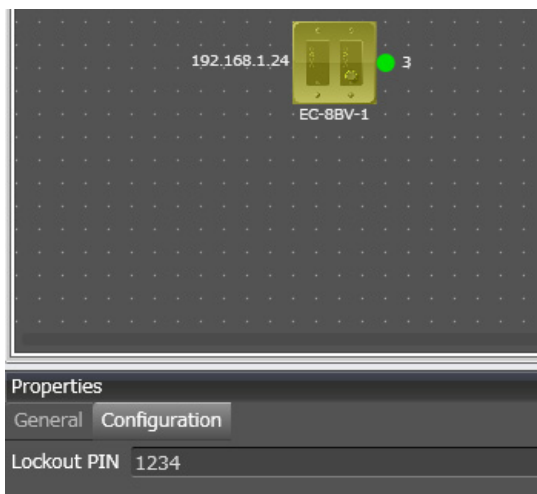 192.168.1.24 3
EC-8BV-1
Properties
General Configuration
Lockout PIN 1234